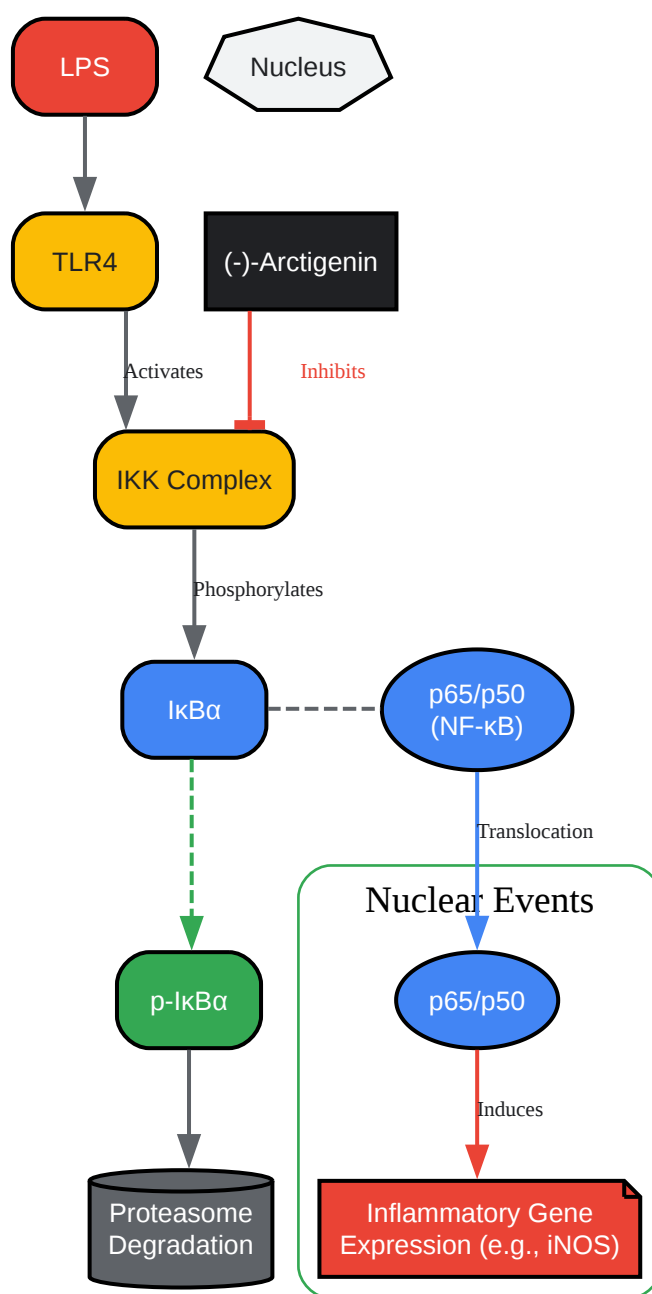 LPS
Nucleus
TLR4
(-)-Arctigenin
Activates
Inhibits
IKK Complex
Phosphorylates
IκBα
p65/p50
(NF-κB)
Translocation
Nuclear Events
p-IκBα
p65/p50
Induces
Proteasome
Degradation
Inflammatory Gene
Expression (e.g., iNOS)